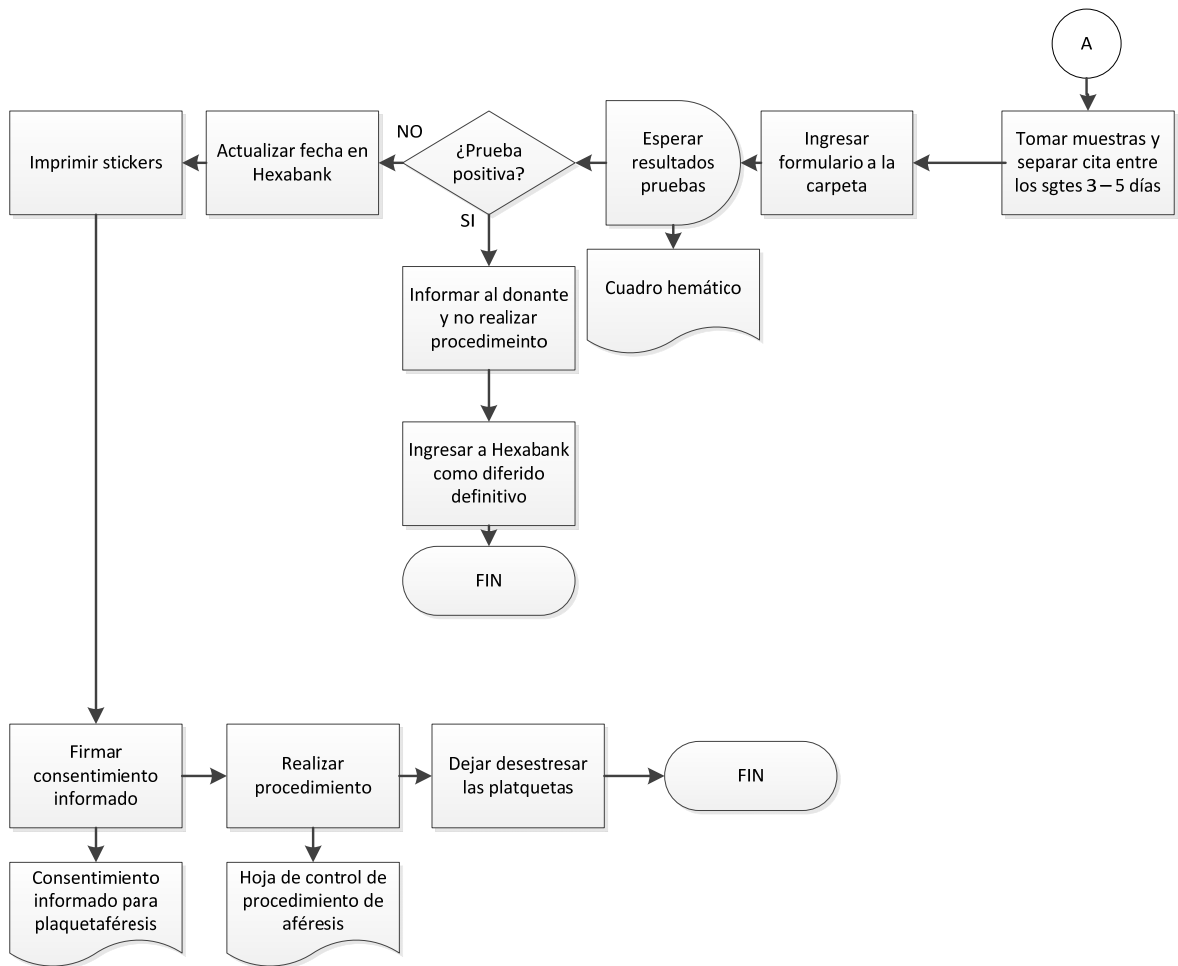 A
Tomar muestras y
separar cita entre
los sgtes 3 – 5 días
Ingresar
formulario a la
carpeta
Esperar
resultados
pruebas
Cuadro hemático
¿Prueba
positiva?
NO
SI
Actualizar fecha en
Hexabank
Imprimir stickers
Informar al donante
y no realizar
procedimeinto
Ingresar a Hexabank
como diferido
definitivo
FIN
Firmar
consentimiento
informado
Consentimiento
informado para
plaquetaféresis
Realizar
procedimiento
Hoja de control de
procedimiento de
aféresis
Dejar desestresar
las platquetas
FIN